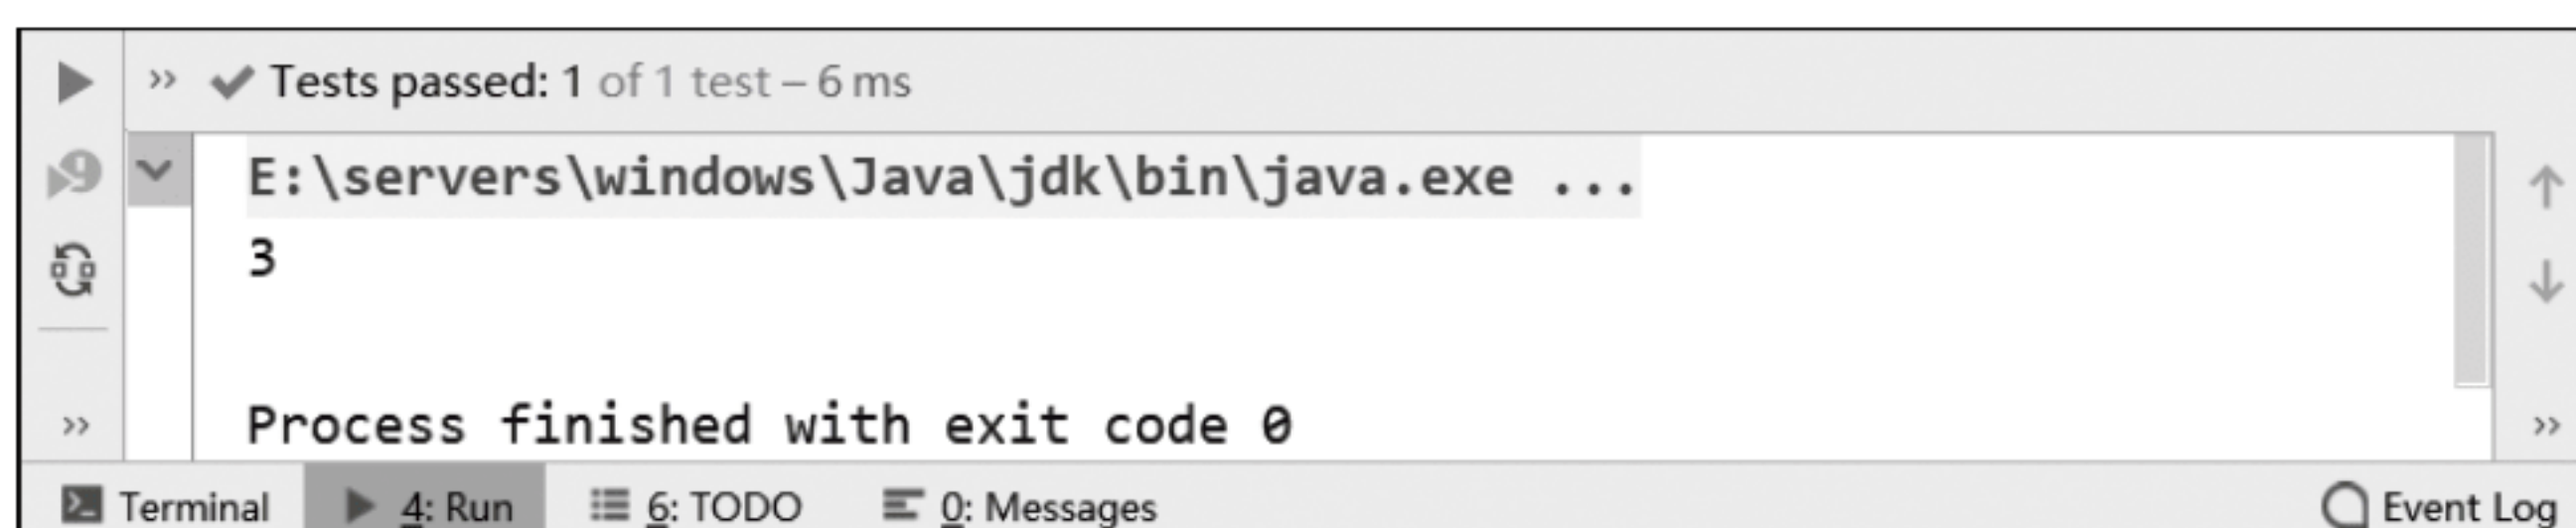 Tests passed: 1 of 1 test – 6 ms
E:\servers\windows\Java\jdk\bin\java.exe ...
3
Process finished with exit code 0
Terminal 4: Run 6: TODO 0: Messages Event Log